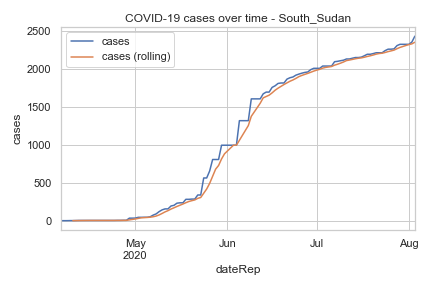 COVID-19 cases over time - South_Sudan
cases
cases (rolling)
2500
2000
1500
1000
500
0
cases
May
2020
Jun
Jul
Aug
dateRep